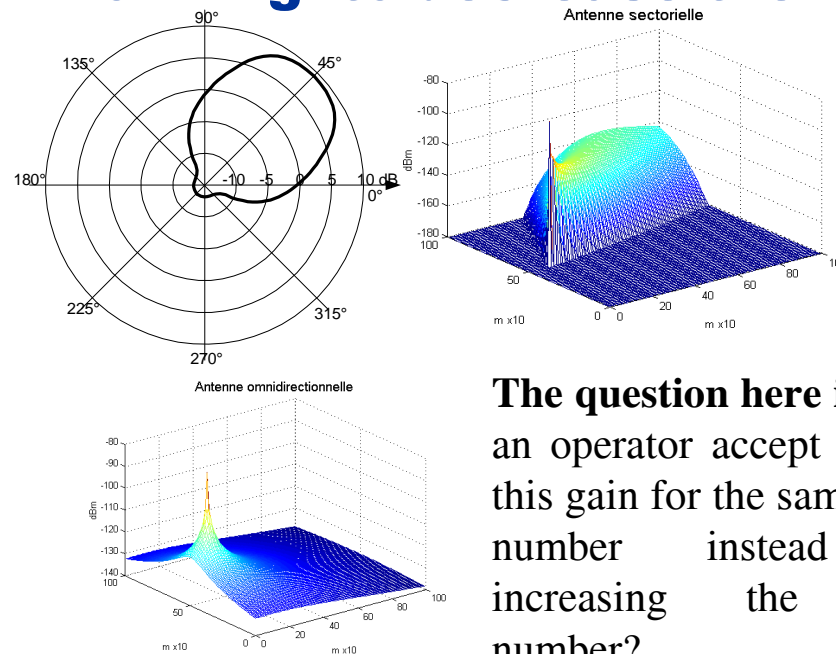 90°
135°
45°
180°
-10 -5 0 5 10 dB
0°
225°
315°
270°
Antenne sectorielle
-80
-100
-120
-140
-160
-180
dBm
100
50
0
m x10
0
20
40
60
80
m x10
Antenne omnidirectionnelle
-80
-90
-100
-110
-120
-130
-140
dBm
100
50
0
m x10
0
20
40
60
80
100
m x10
The question here
an operator accept
this gain for the
number instead
increasing the
number?